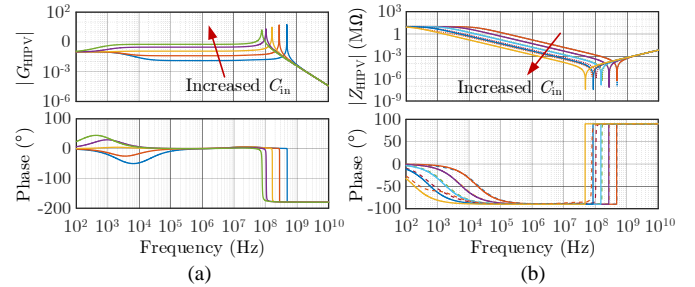 |G_HIPV|
10^6
10^0
10^-6
Increased C_in
Phase (°)
100
0
-100
-200
10^2 10^3 10^4 10^5 10^6 10^7 10^8 10^9 10^10
Frequency (Hz)
(a)
|Z_HIPV| (MΩ)
10^3
10^0
10^-3
10^-6
10^-9
Increased C_in
Phase (°)
100
50
0
-50
-100
10^2 10^3 10^4 10^5 10^6 10^7 10^8 10^9 10^10
Frequency (Hz)
(b)